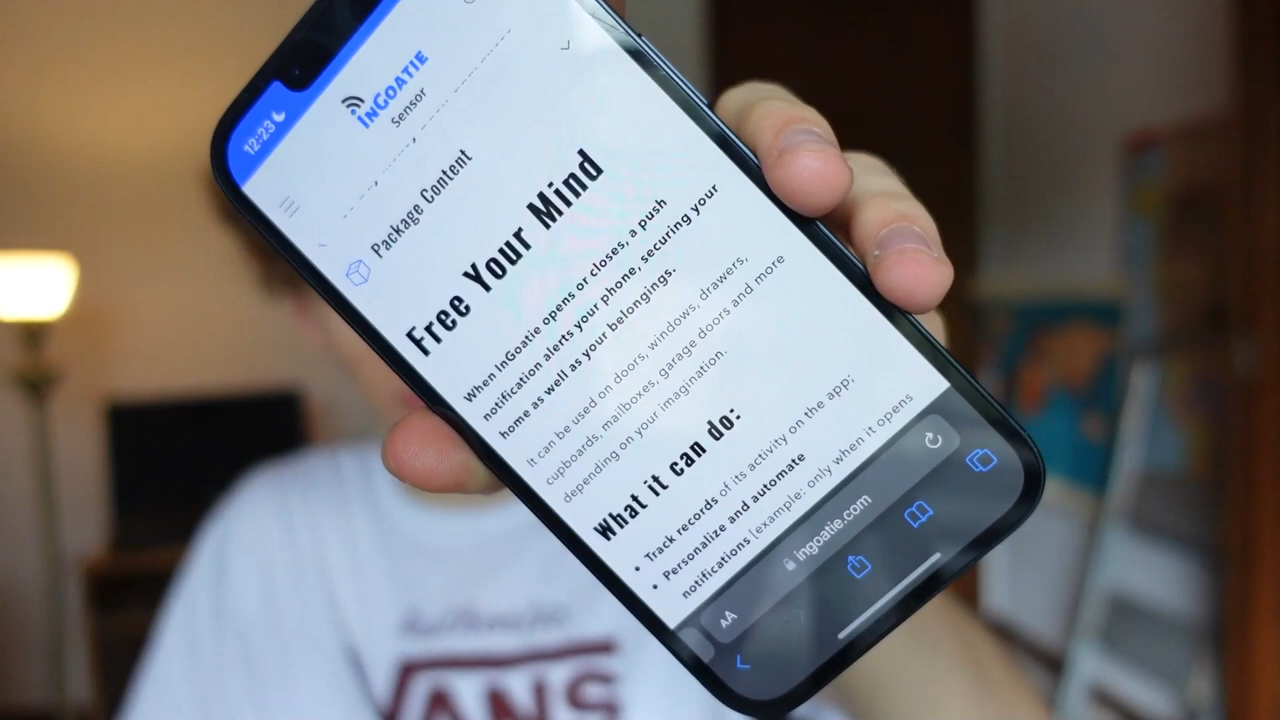 12:23
inGoatie
Sensor
Package Content
Free Your Mind
When InGoatie opens or closes, a push
notification alerts your phone, securing your
home as well as your belongings.
It can be used on doors, windows, drawers,
cupboards, mailboxes, garage doors and more
depending on your imagination.
What it can do:
• Track records of its activity on the app;
• Personalize and automate
notifications [example: only when it opens
AA ingoatie.com
Authentic
VANS